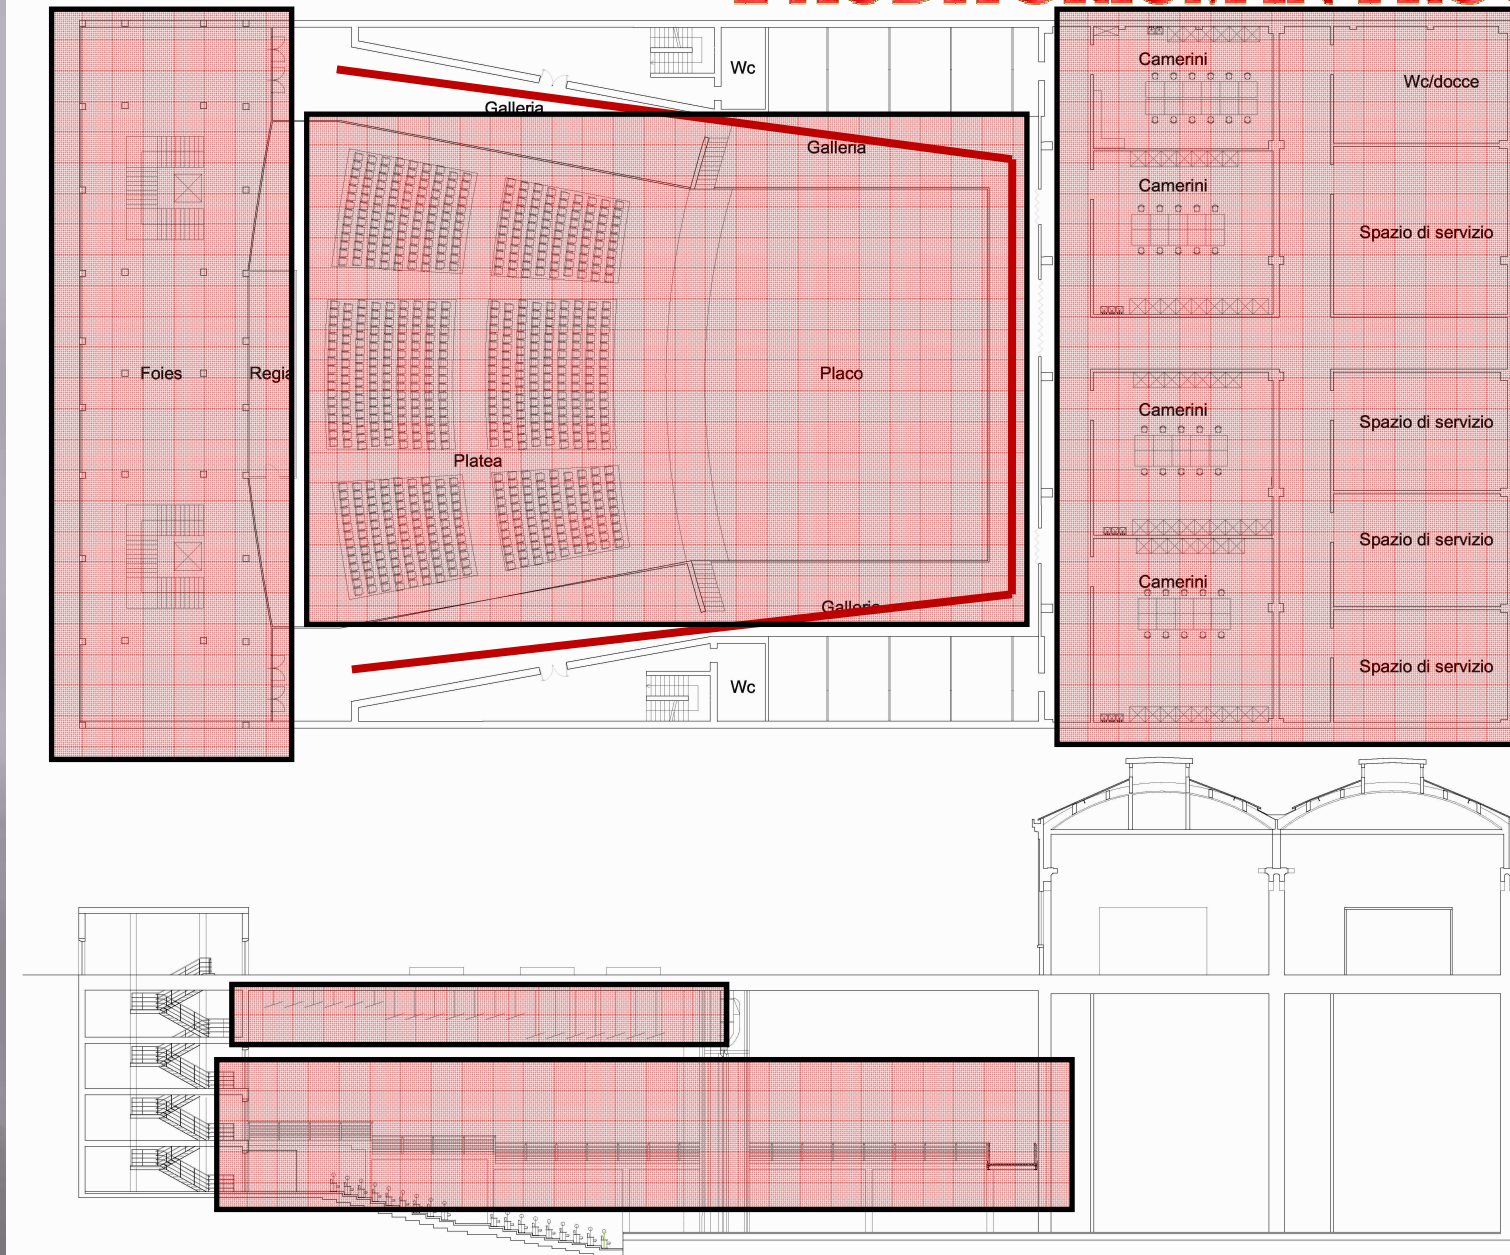 Wc
Camerini
Wc/docce
Galleria
Galleria
Camerini
Spazio di servizio
Foies
Regia
Placo
Camerini
Spazio di servizio
Platea
Spazio di servizio
Camerini
Galleria
Spazio di servizio
Wc